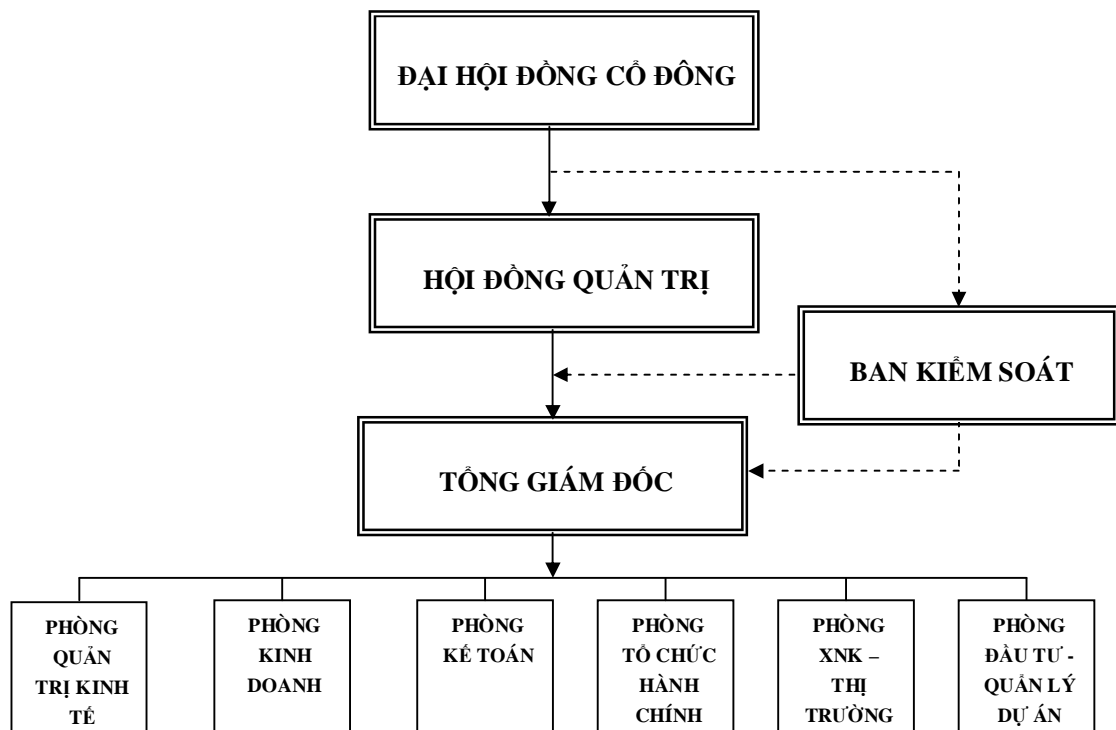 ĐẠI HỘI ĐỒNG CỔ ĐÔNG
HỘI ĐỒNG QUẢN TRỊ
BAN KIỂM SOÁT
TỔNG GIÁM ĐỐC
PHÒNG
QUẢN
TRỊ KINH
TẾ
PHÒNG
KINH
DOANH
PHÒNG
KẾ TOÁN
PHÒNG
TỔ CHỨC
HÀNH
CHÍNH
PHÒNG
XNK –
THỊ
TRƯỜNG
PHÒNG
ĐẦU TƯ -
QUẢN LÝ
DỰ ÁN